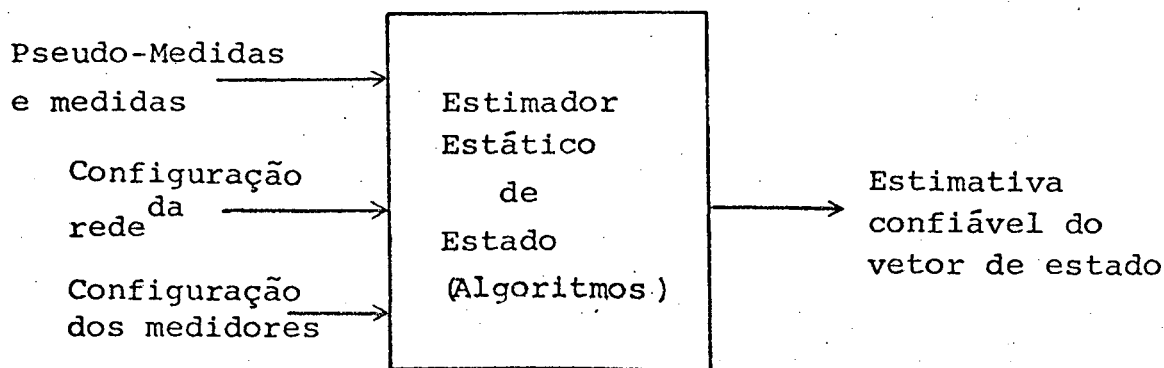 Pseudo-Medidas
e medidas
Configuração
da
rede
Configuração
dos medidores
Estimador
Estático
de
Estado
(Algoritmos)
Estimativa
confiável do
vetor de estado